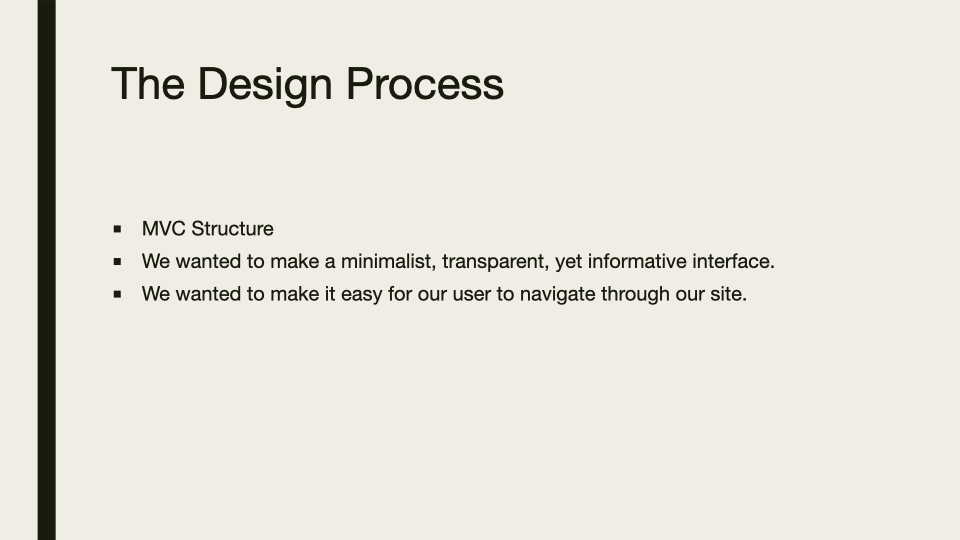 The Design Process
▪ MVC Structure
▪ We wanted to make a minimalist, transparent, yet informative interface.
▪ We wanted to make it easy for our user to navigate through our site.